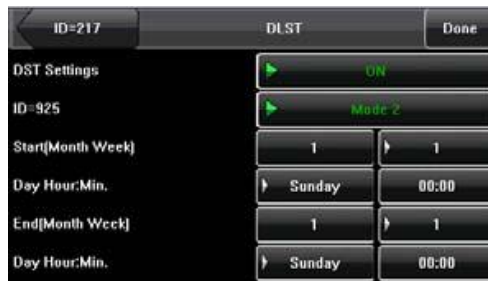 ID=217 DLST Done
DST Settings ON
ID=925 Mode 2
Start(Month Week) 1 1
Day Hour:Min. Sunday 00:00
End(Month Week) 1 1
Day Hour:Min. Sunday 00:00